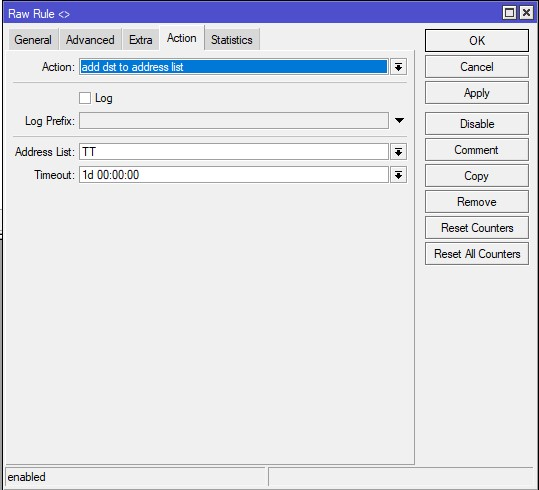 Raw Rule <>
General Advanced Extra Action Statistics
Action: add dst to address list
Log
Log Prefix:
Address List: TT
Timeout: 1d 00:00:00
OK
Cancel
Apply
Disable
Comment
Copy
Remove
Reset Counters
Reset All Counters
enabled